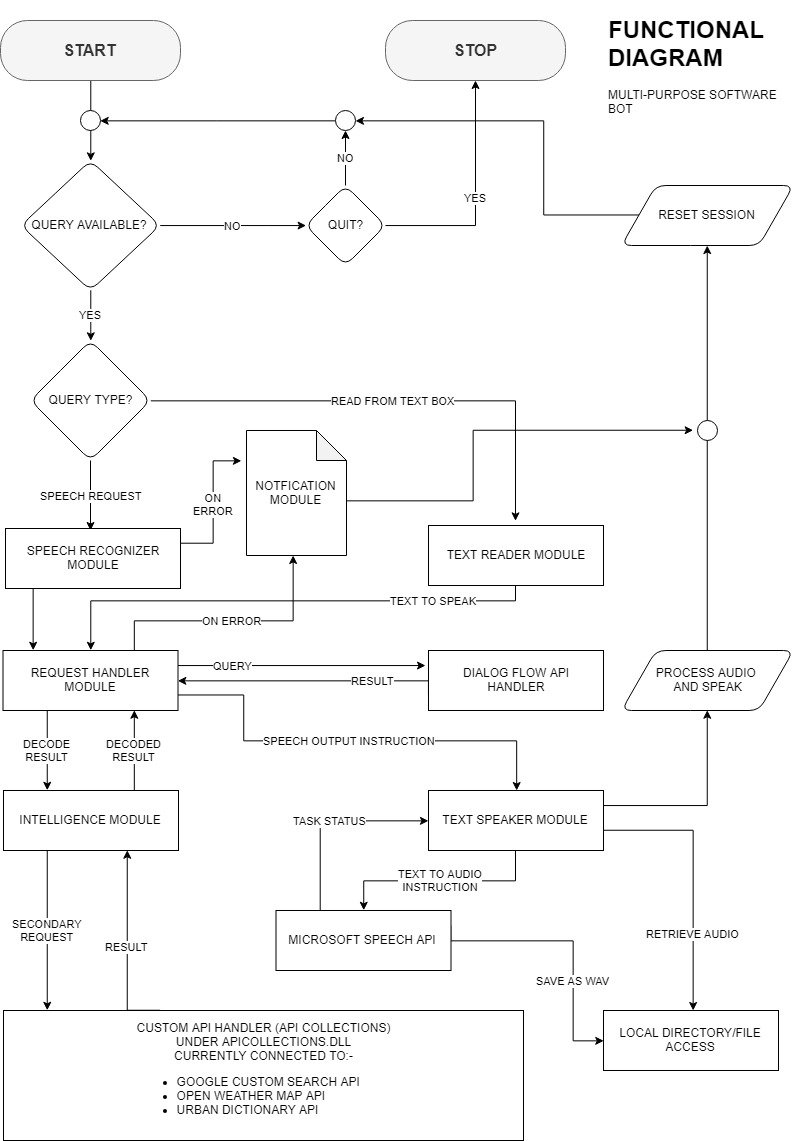 START
STOP
FUNCTIONAL
DIAGRAM
MULTI-PURPOSE SOFTWARE
BOT
NO
YES
RESET SESSION
QUERY AVAILABLE?
NO
QUIT?
YES
QUERY TYPE?
READ FROM TEXT BOX
SPEECH REQUEST
ON
ERROR
NOTFICATION
MODULE
SPEECH RECOGNIZER
MODULE
TEXT READER MODULE
TEXT TO SPEAK
ON ERROR
REQUEST HANDLER
MODULE
QUERY
RESULT
DIALOG FLOW API
HANDLER
PROCESS AUDIO
AND SPEAK
DECODE
RESULT
DECODED
RESULT
SPEECH OUTPUT INSTRUCTION
INTELLIGENCE MODULE
TASK STATUS
TEXT SPEAKER MODULE
TEXT TO AUDIO
INSTRUCTION
SECONDARY
REQUEST
RESULT
MICROSOFT SPEECH API
RETRIEVE AUDIO
SAVE AS WAV
CUSTOM API HANDLER (API COLLECTIONS)
UNDER APICOLLECTIONS.DLL
CURRENTLY CONNECTED TO:-
• GOOGLE CUSTOM SEARCH API
• OPEN WEATHER MAP API
• URBAN DICTIONARY API
LOCAL DIRECTORY/FILE
ACCESS